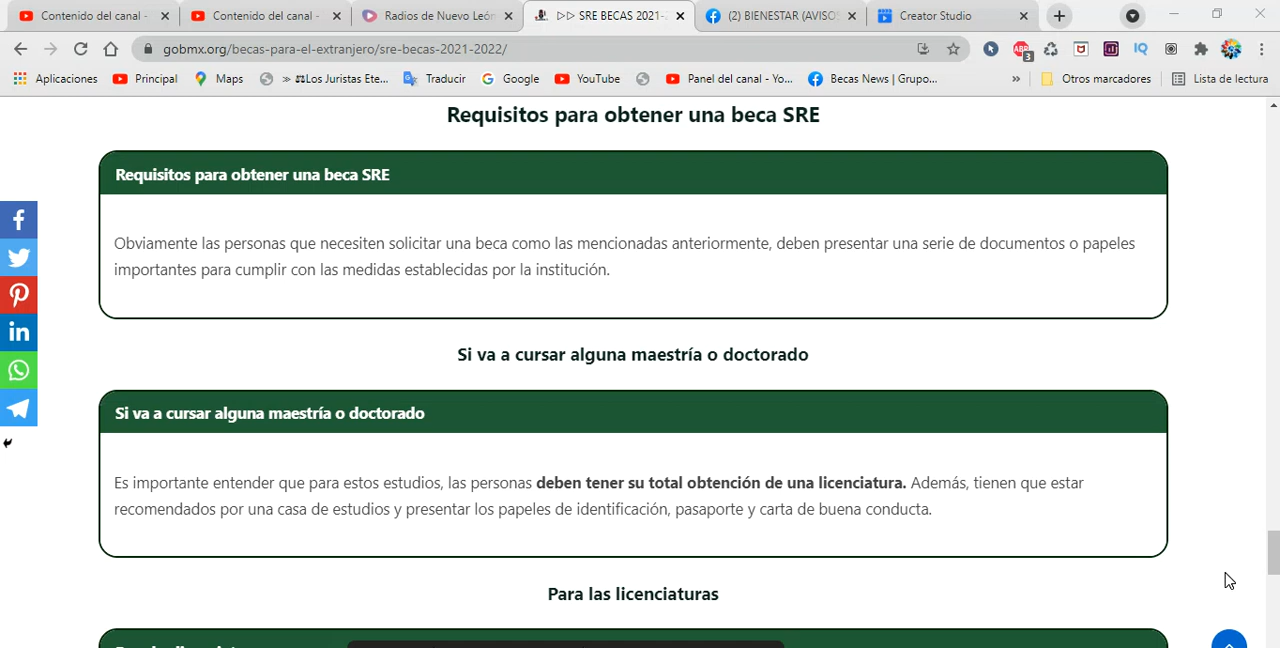 Contenido del canal - Contenido del canal - Radios de Nuevo León SRE BECAS 2021- (2) BIENESTAR (AVISOS Creator Studio
gobmx.org/becas-para-el-extranjero/sre-becas-2021-2022/ ABP 3 IQ
Aplicaciones Principal Maps » ⚖Los Juristas Ete... Traducir Google YouTube Panel del canal - Yo... Becas News | Grupo... » Otros marcadores Lista de lectura
Requisitos para obtener una beca SRE
Requisitos para obtener una beca SRE
Obviamente las personas que necesiten solicitar una beca como las mencionadas anteriormente, deben presentar una serie de documentos o papeles
importantes para cumplir con las medidas establecidas por la institución.
Si va a cursar alguna maestría o doctorado
Si va a cursar alguna maestría o doctorado
Es importante entender que para estos estudios, las personas deben tener su total obtención de una licenciatura. Además, tienen que estar
recomendados por una casa de estudios y presentar los papeles de identificación, pasaporte y carta de buena conducta.
Para las licenciaturas